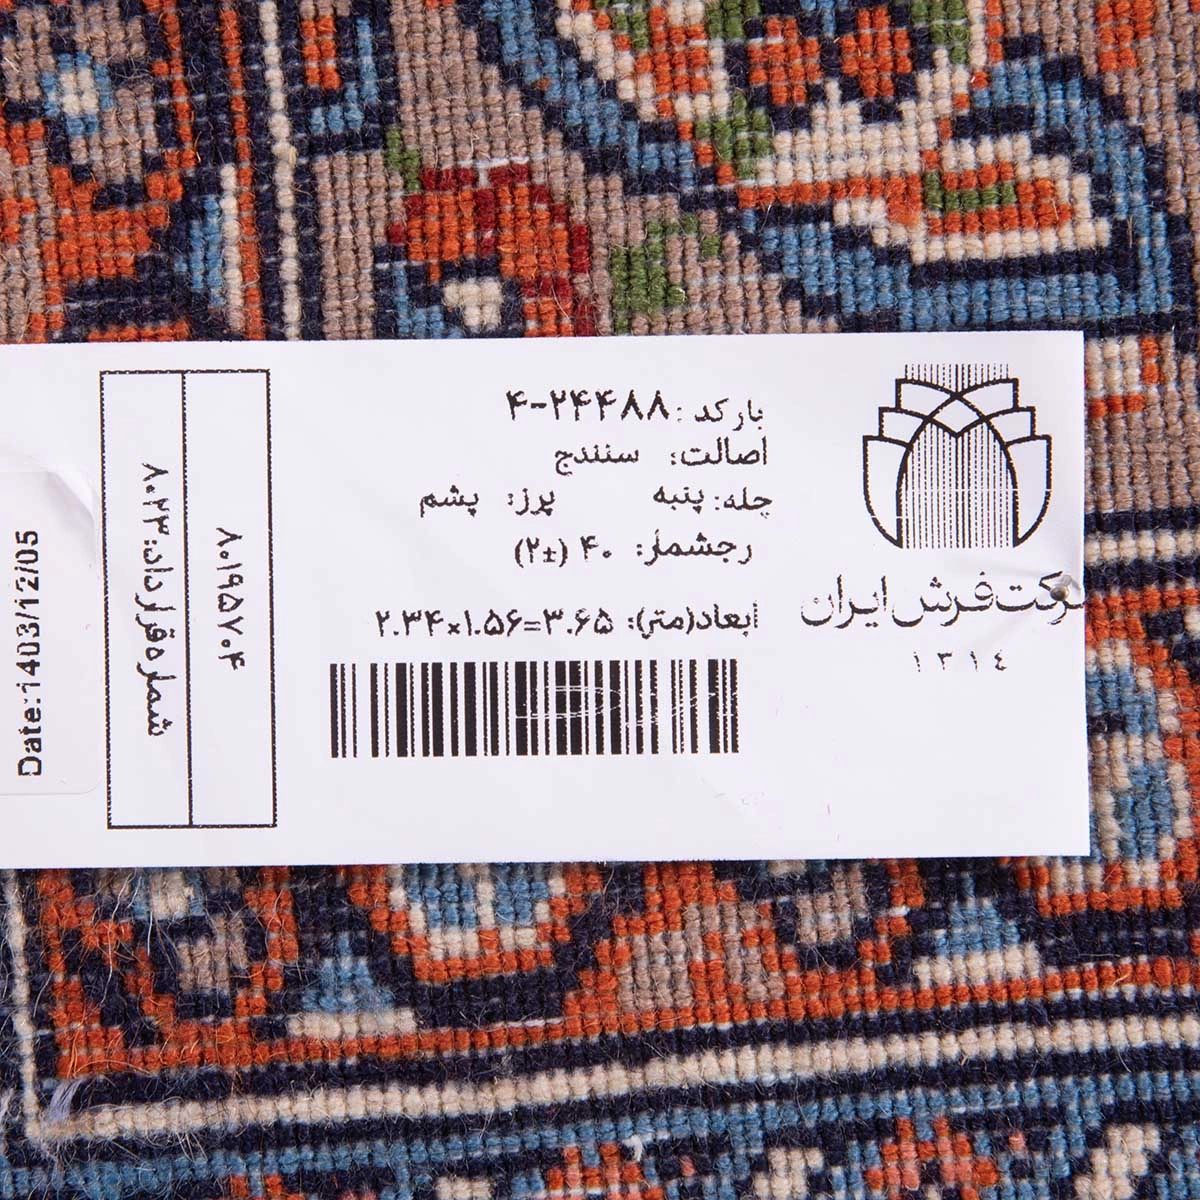 بارکد: ۲۴۴۸۸-۴
اصالت: سنندج
چله: پنبه پرز: پشم
رجشمار: ۴۰ (±۲)
ابعاد(متر): ۲.۳۴×۱.۵۶=۳.۶۵
شرکت فرش ایران
١٣١٤
۸۰۱۹۵۷۰۴
شماره قرارداد: ۸۰۲۳
Date:1403/12/05